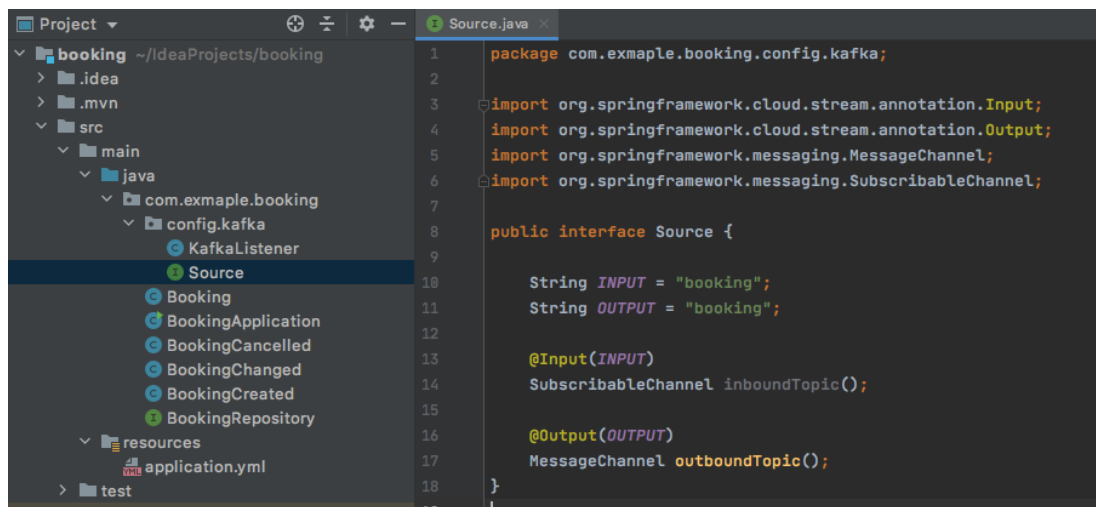 Project
booking ~/IdeaProjects/booking
.idea
.mvn
src
main
java
com.exmaple.booking
config.kafka
KafkaListener
Source
Booking
BookingApplication
BookingCancelled
BookingChanged
BookingCreated
BookingRepository
resources
application.yml
test
Source.java
1 package com.exmaple.booking.config.kafka;
2
3 import org.springframework.cloud.stream.annotation.Input;
4 import org.springframework.cloud.stream.annotation.Output;
5 import org.springframework.messaging.MessageChannel;
6 import org.springframework.messaging.SubscribableChannel;
7
8 public interface Source {
9
10 String INPUT = "booking";
11 String OUTPUT = "booking";
12
13 @Input(INPUT)
14 SubscribableChannel inboundTopic();
15
16 @Output(OUTPUT)
17 MessageChannel outboundTopic();
18 }